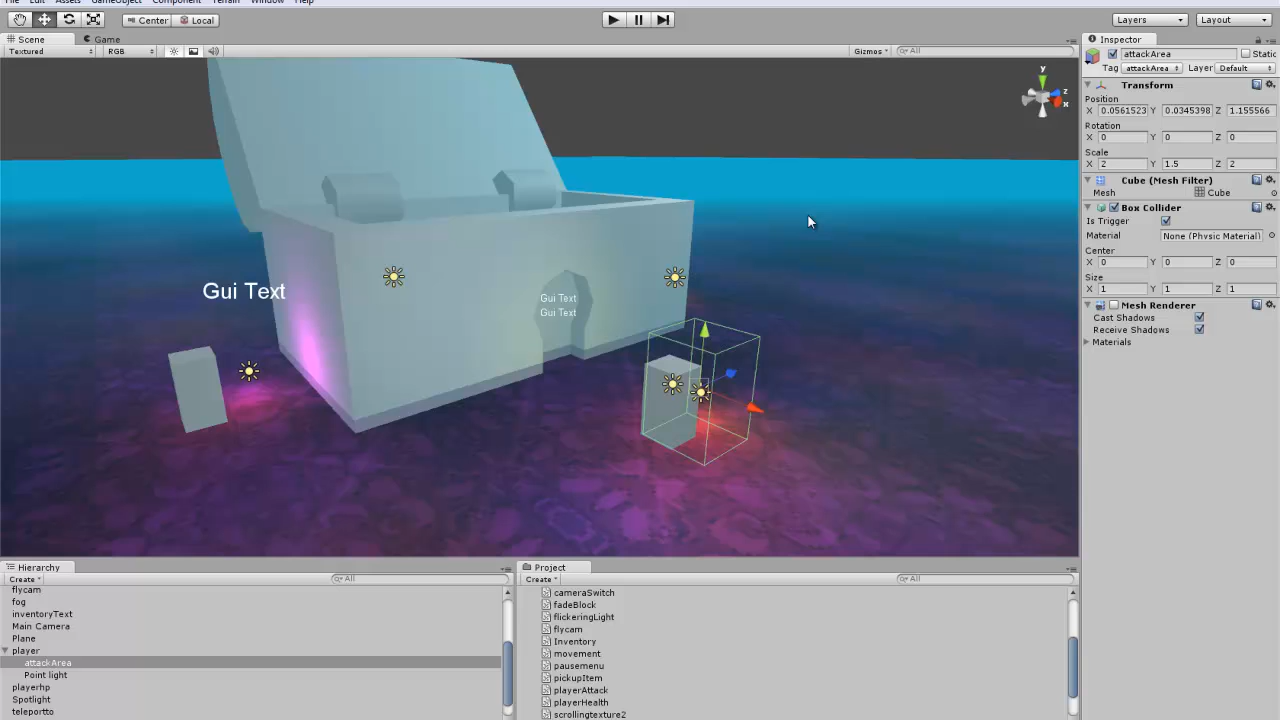 File Edit Assets GameObject Component Terrain Window Help
Center Local Layers Layout
Scene Game
Textured RGB Gizmos All
Gui Text
Gui Text
Gui Text
y
z
x
Inspector
attackArea Static
Tag attackArea Layer Default
Transform
Position
X 0.0561523 Y 0.0345398 Z 1.155566
Rotation
X 0 Y 0 Z 0
Scale
X 2 Y 1.5 Z 2
Cube (Mesh Filter)
Mesh Cube
Box Collider
Is Trigger
Material None (Physic Material)
Center
X 0 Y 0 Z 0
Size
X 1 Y 1 Z 1
Mesh Renderer
Cast Shadows
Receive Shadows
Materials
Hierarchy
Create All
flycam
fog
inventoryText
Main Camera
Plane
player
attackArea
Point light
playerhp
Spotlight
teleportto
Project
Create All
cameraSwitch
fadeBlock
flickeringLight
flycam
Inventory
movement
pausemenu
pickupItem
playerAttack
playerHealth
scrollingtexture2